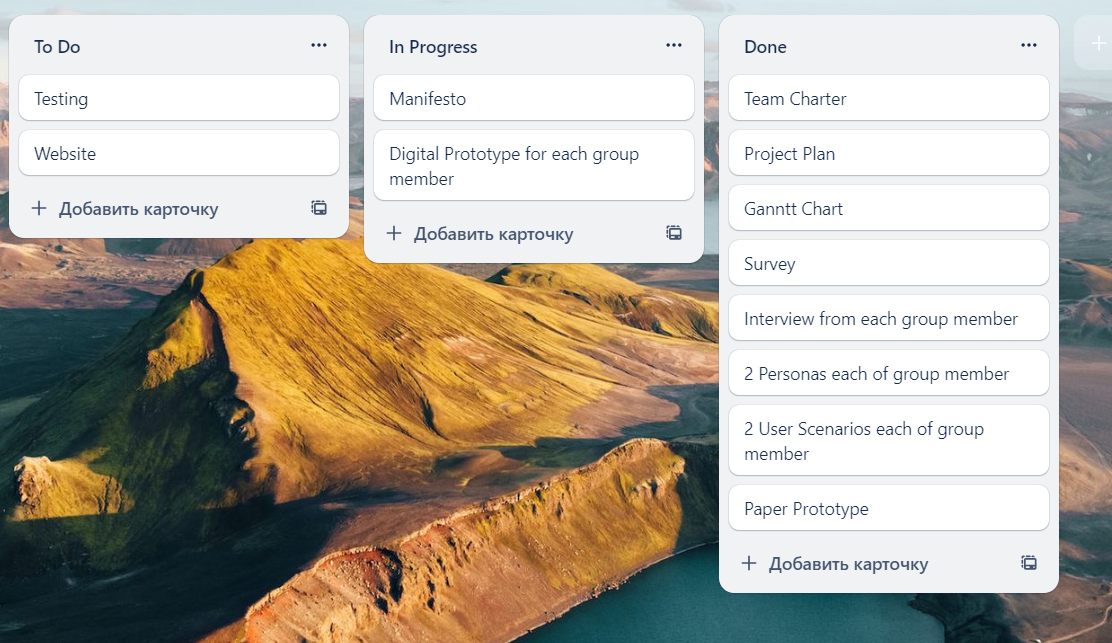 To Do
Testing
Website
Добавить карточку
In Progress
Manifesto
Digital Prototype for each group
member
Добавить карточку
Done
Team Charter
Project Plan
Ganntt Chart
Survey
Interview from each group member
2 Personas each of group member
2 User Scenarios each of group
member
Paper Prototype
Добавить карточку